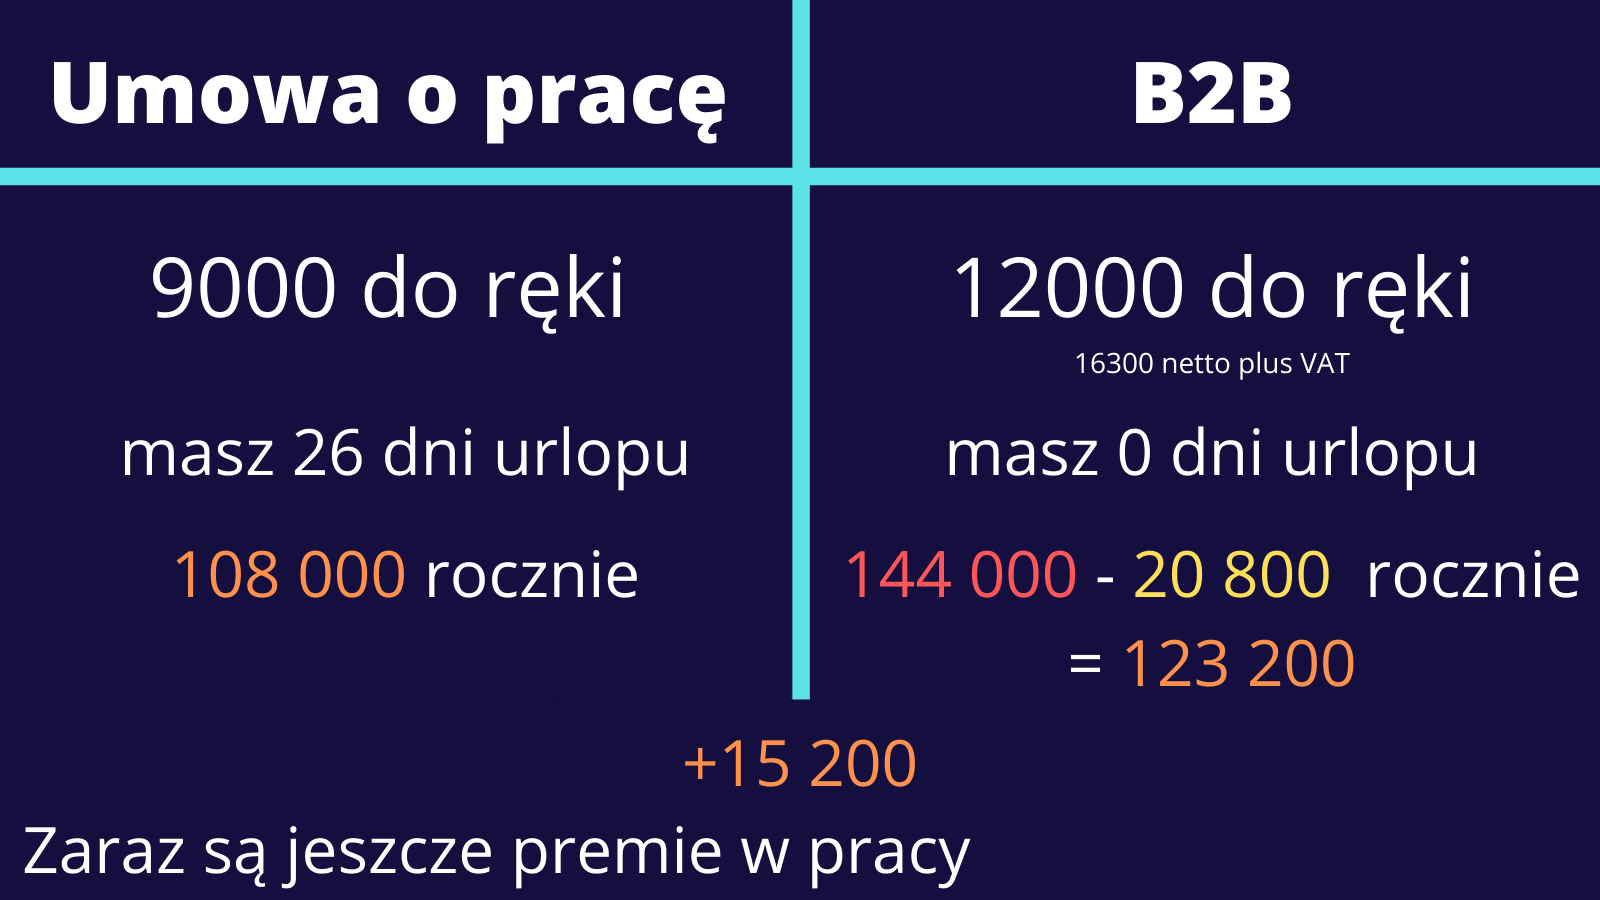 Umowa o pracę
B2B
9000 do ręki
12000 do ręki
16300 netto plus VAT
masz 26 dni urlopu
masz 0 dni urlopu
108 000 rocznie
144 000 - 20 800 rocznie
= 123 200
+15 200
Zaraz są jeszcze premie w pracy